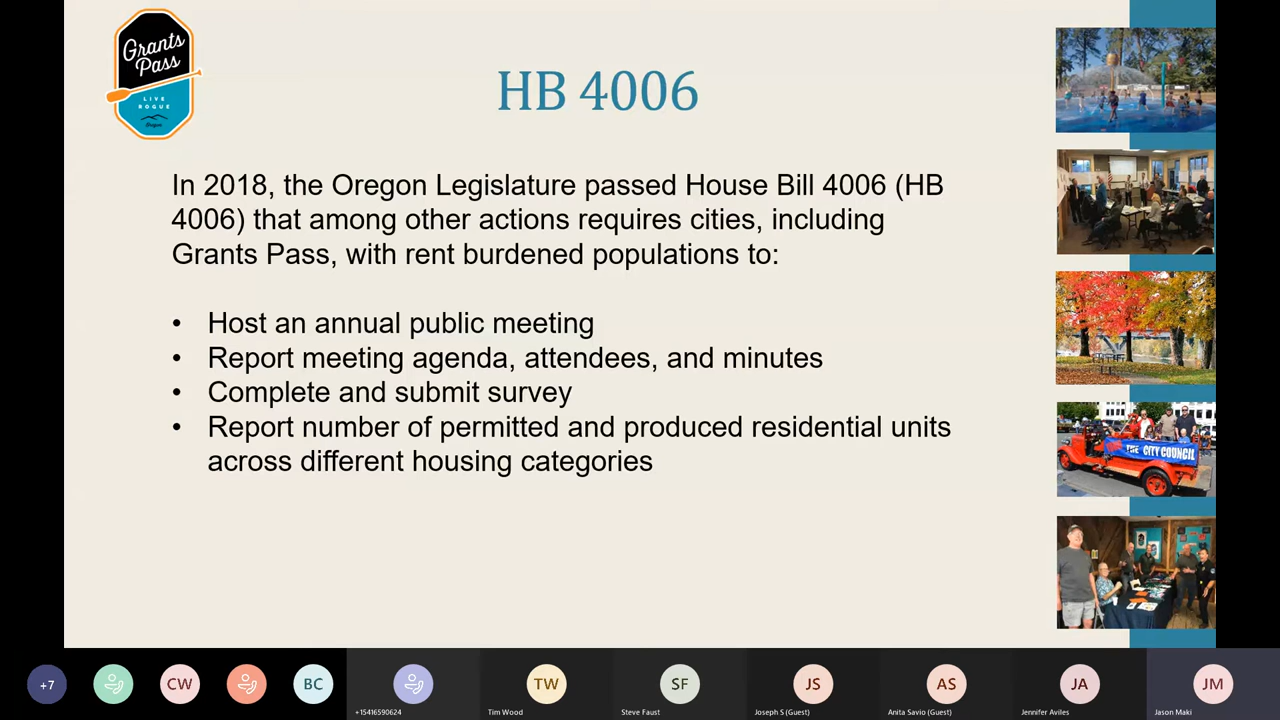 Grants
Pass
LIVE
ROGUE
Oregon
HB 4006
In 2018, the Oregon Legislature passed House Bill 4006 (HB
4006) that among other actions requires cities, including
Grants Pass, with rent burdened populations to:
• Host an annual public meeting
• Report meeting agenda, attendees, and minutes
• Complete and submit survey
• Report number of permitted and produced residential units
across different housing categories
THE CITY COUNCIL
+7
CW
BC
TW
SF
JS
AS
JA
JM
+15416590624
Tim Wood
Steve Faust
Joseph S (Guest)
Anita Savio (Guest)
Jennifer Aviles
Jason Maki